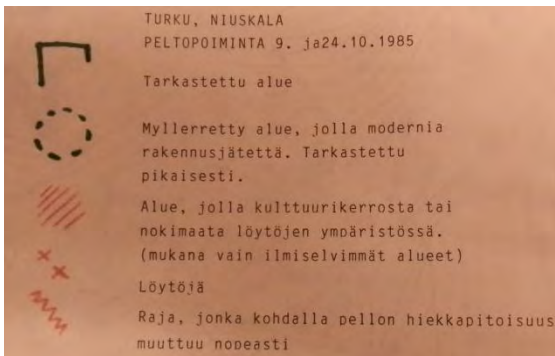 TURKU, NIUSKALA
PELTOPOIMINTA 9. ja24.10.1985
Tarkastettu alue
Myllerretty alue, jolla modernia
rakennusjätettä. Tarkastettu
pikaisesti.
Alue, jolla kulttuurikerrosta tai
nokimaata löytöjen ympäristössä.
(mukana vain ilmiselvimmät alueet)
Löytöjä
Raja, jonka kohdalla pellon hiekkapitoisuus
muuttuu nopeasti